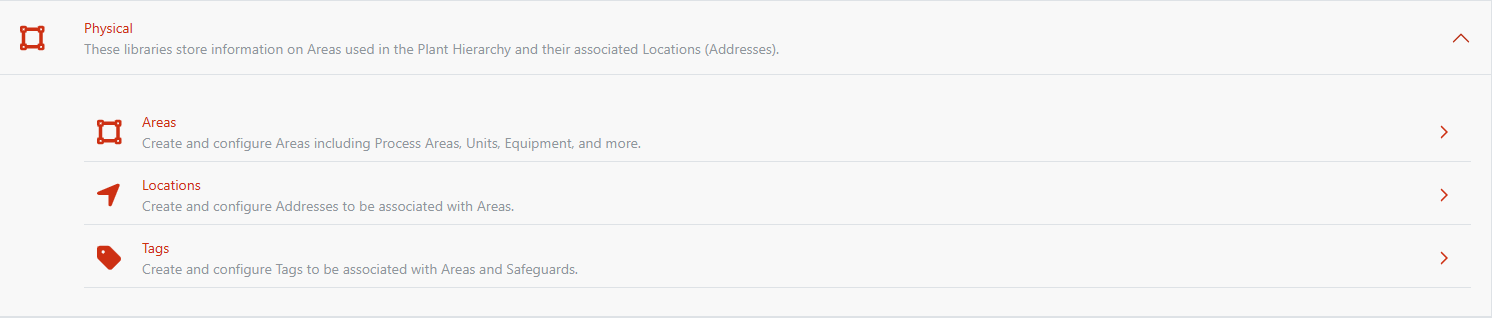 Physical
These libraries store information on Areas used in the Plant Hierarchy and their associated Locations (Addresses).
Areas
Create and configure Areas including Process Areas, Units, Equipment, and more.
Locations
Create and configure Addresses to be associated with Areas.
Tags
Create and configure Tags to be associated with Areas and Safeguards.